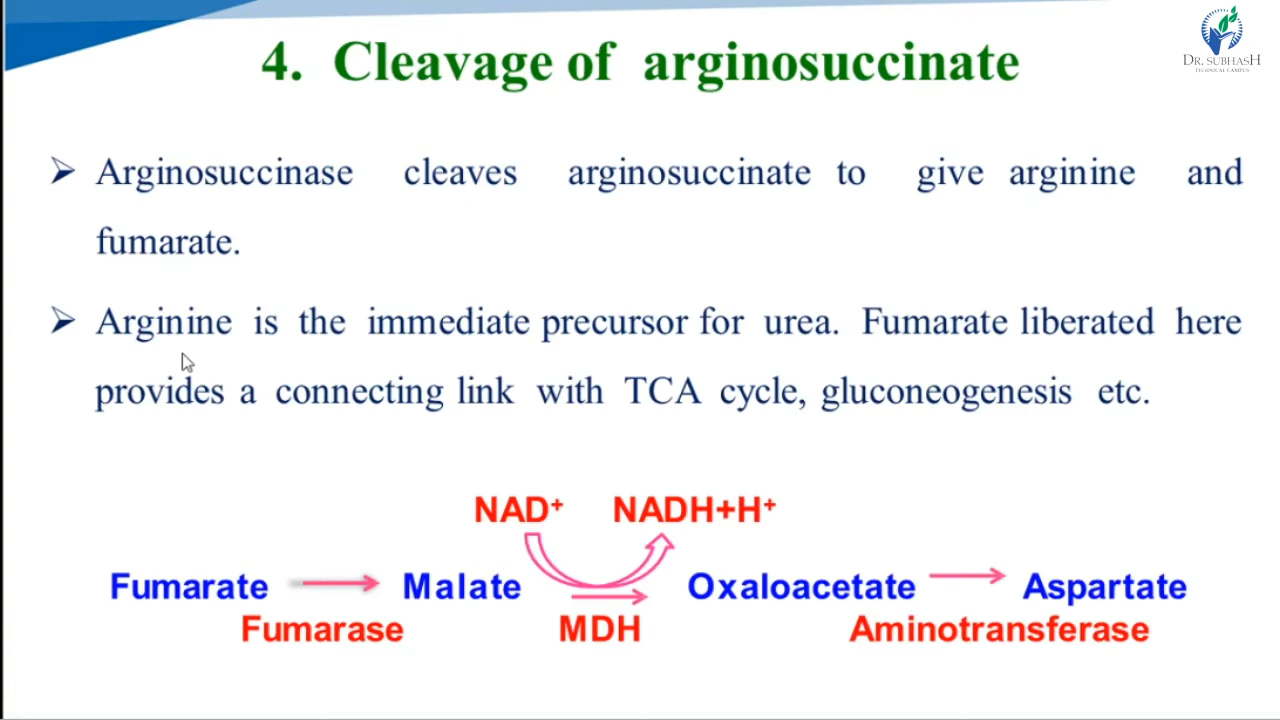 DR. SUBHASH
TECHNICAL CAMPUS
4. Cleavage of arginosuccinate
➢ Arginosuccinase cleaves arginosuccinate to give arginine and
fumarate.
➢ Arginine is the immediate precursor for urea. Fumarate liberated here
provides a connecting link with TCA cycle, gluconeogenesis etc.
NAD⁺ NADH+H⁺
Fumarate Malate Oxaloacetate Aspartate
Fumarase MDH Aminotransferase